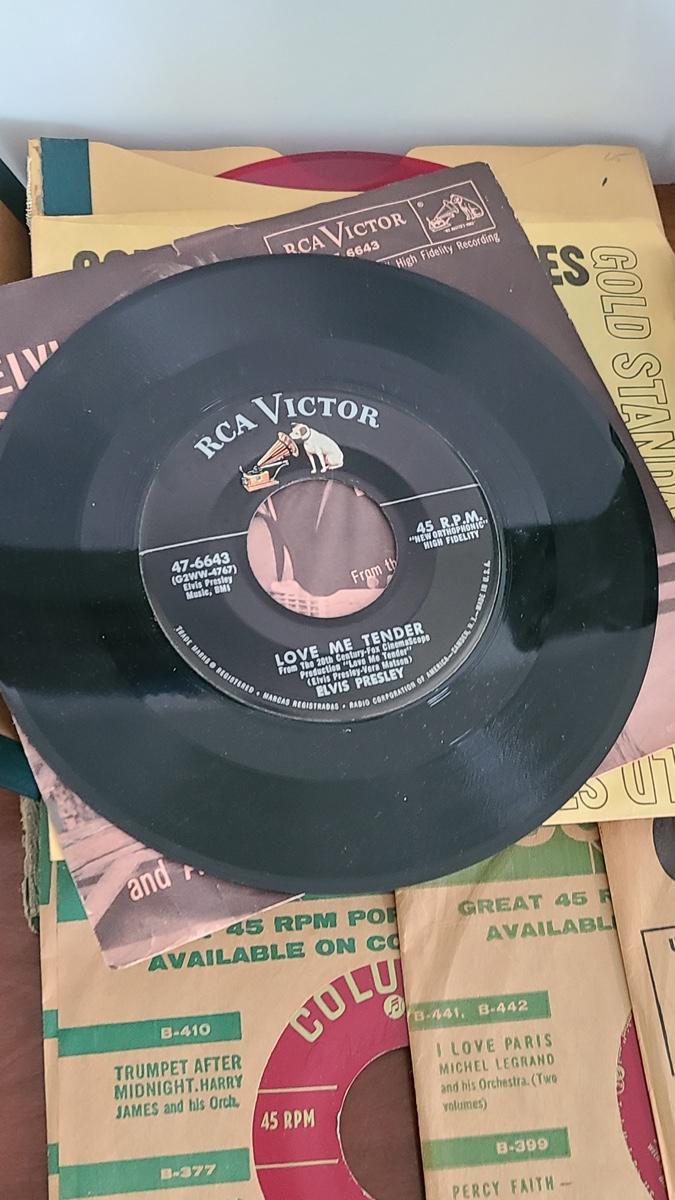 RCA VICTOR
6643
High Fidelity Recording
ES
GOLD STANDA
RCA VICTOR
45 R.P.M.
"NEW ORTHOPHONIC"
HIGH FIDELITY
47-6643
(G2WW-4767)
Elvis Presley
Music, BMI
From th
LOVE ME TENDER
From The 20th Century-Fox CinemaScope
Production "Love Me Tender"
(Elvis Presley-Vera Matson)
ELVIS PRESLEY
TRADE MARKS ® REGISTERED • MARCAS REGISTRADAS • RADIO CORPORATION OF AMERICA—CAMDEN, N.J.—MADE IN U.S.A.
and
45 RPM POP
AVAILABLE ON CO
COLU
B-410
TRUMPET AFTER
MIDNIGHT.HARRY
JAMES and his Orch.
45 RPM
B-377
GREAT 45 R
AVAILABL
B-441, B-442
I LOVE PARIS
MICHEL LEGRAND
and his Orchestra. (Two
volumes)
B-399
PERCY FAITH—